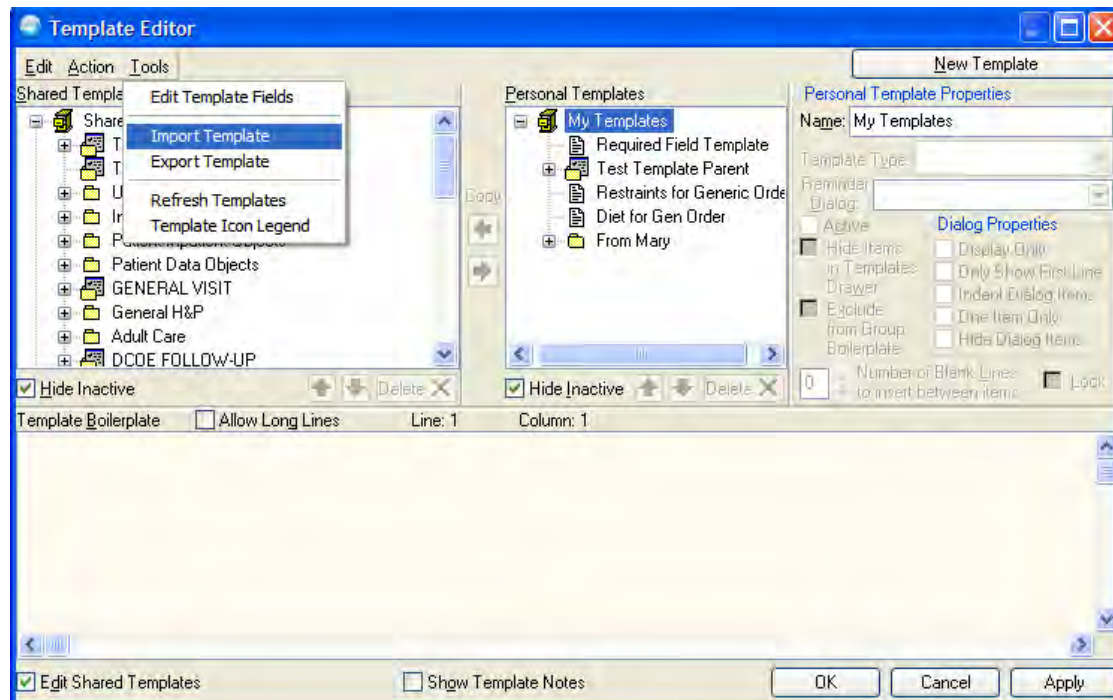 Template Editor
Edit Action Tools
New Template
Shared Templa
Edit Template Fields
Import Template
Export Template
Refresh Templates
Template Icon Legend
Share
T
T
U
In
Patient Data Objects
GENERAL VISIT
General H&P
Adult Care
DCOE FOLLOW-UP
Hide Inactive
Delete
Copy
Personal Templates
My Templates
Required Field Template
Test Template Parent
Restraints for Generic Orde
Diet for Gen Order
From Mary
Hide Inactive
Delete
Personal Template Properties
Name: My Templates
Template Type:
Reminder
Dialog:
Active
Hide Items
in Templates
Drawer
Exclude
from Group
Boilerplate
Dialog Properties
Display Only
Only Show First Line
Indent Dialog Items
One Item Only
Hide Dialog Items
0 Number of Blank Lines
to insert between items
Lock
Template Boilerplate Allow Long Lines Line: 1 Column: 1
Edit Shared Templates Show Template Notes OK Cancel Apply